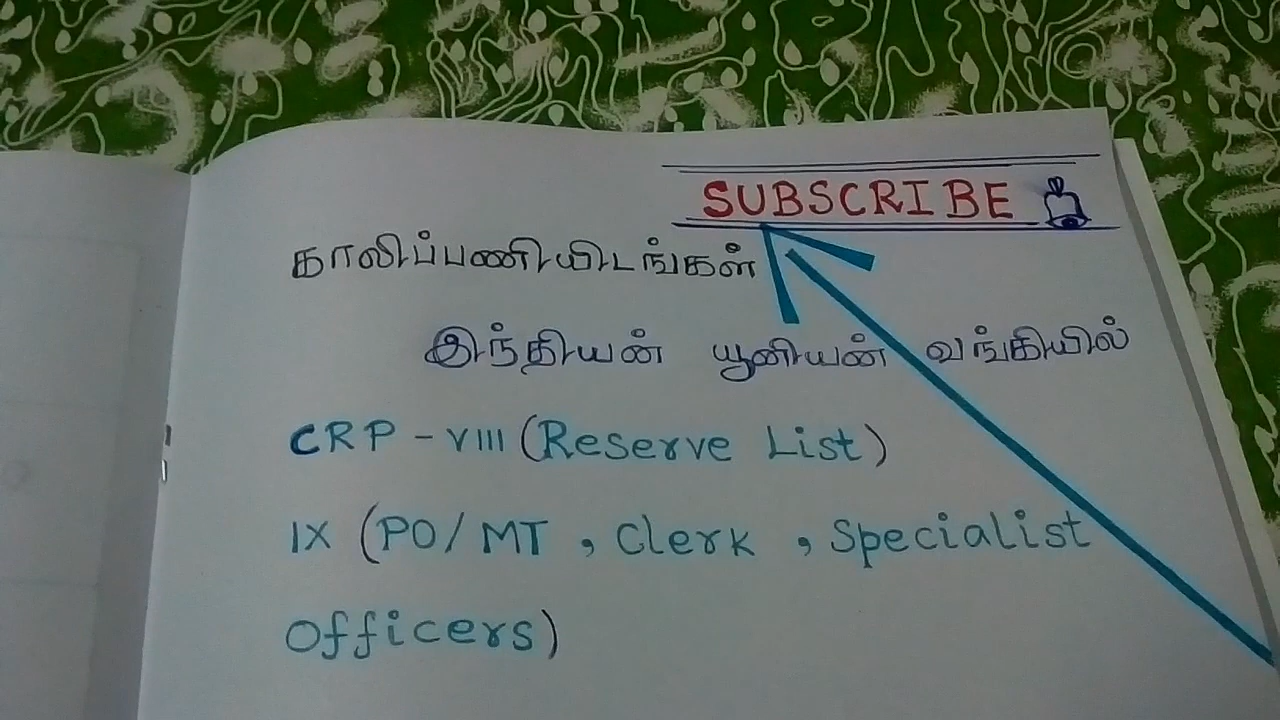 SUBSCRIBE
காலிப்பணியிடங்கள்
இந்தியன் யூனியன் வங்கியில்
CRP - VIII (Reserve List)
IX (PO/MT , Clerk , Specialist
Officers)